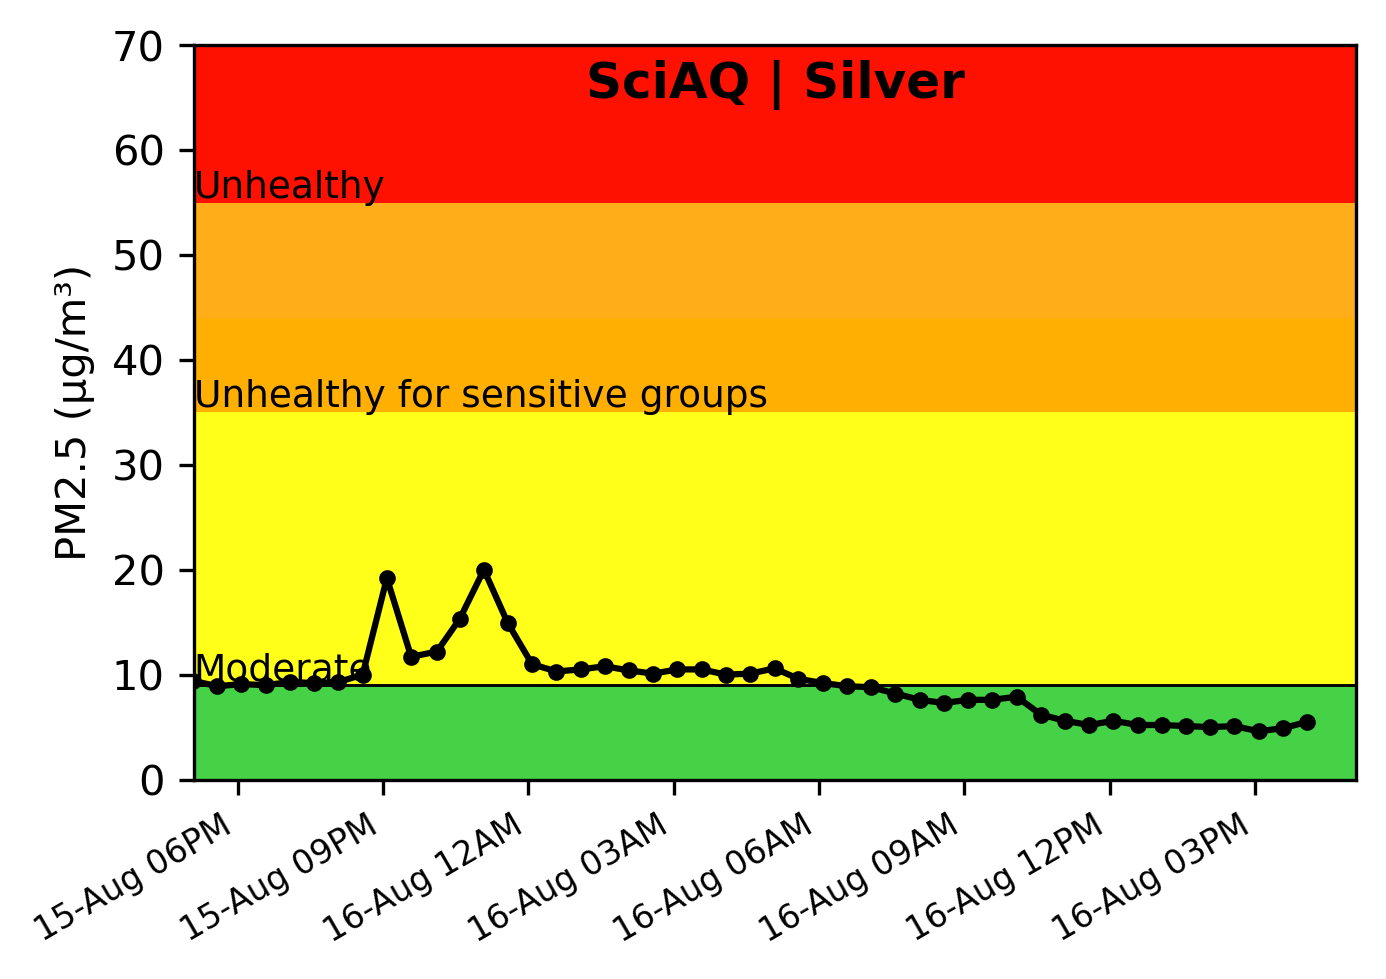 SciAQ | Silver
70
60
50
40
30
20
10
0
PM2.5 (µg/m³)
Unhealthy
Unhealthy for sensitive groups
Moderate
15-Aug 06PM
15-Aug 09PM
16-Aug 12AM
16-Aug 03AM
16-Aug 06AM
16-Aug 09AM
16-Aug 12PM
16-Aug 03PM